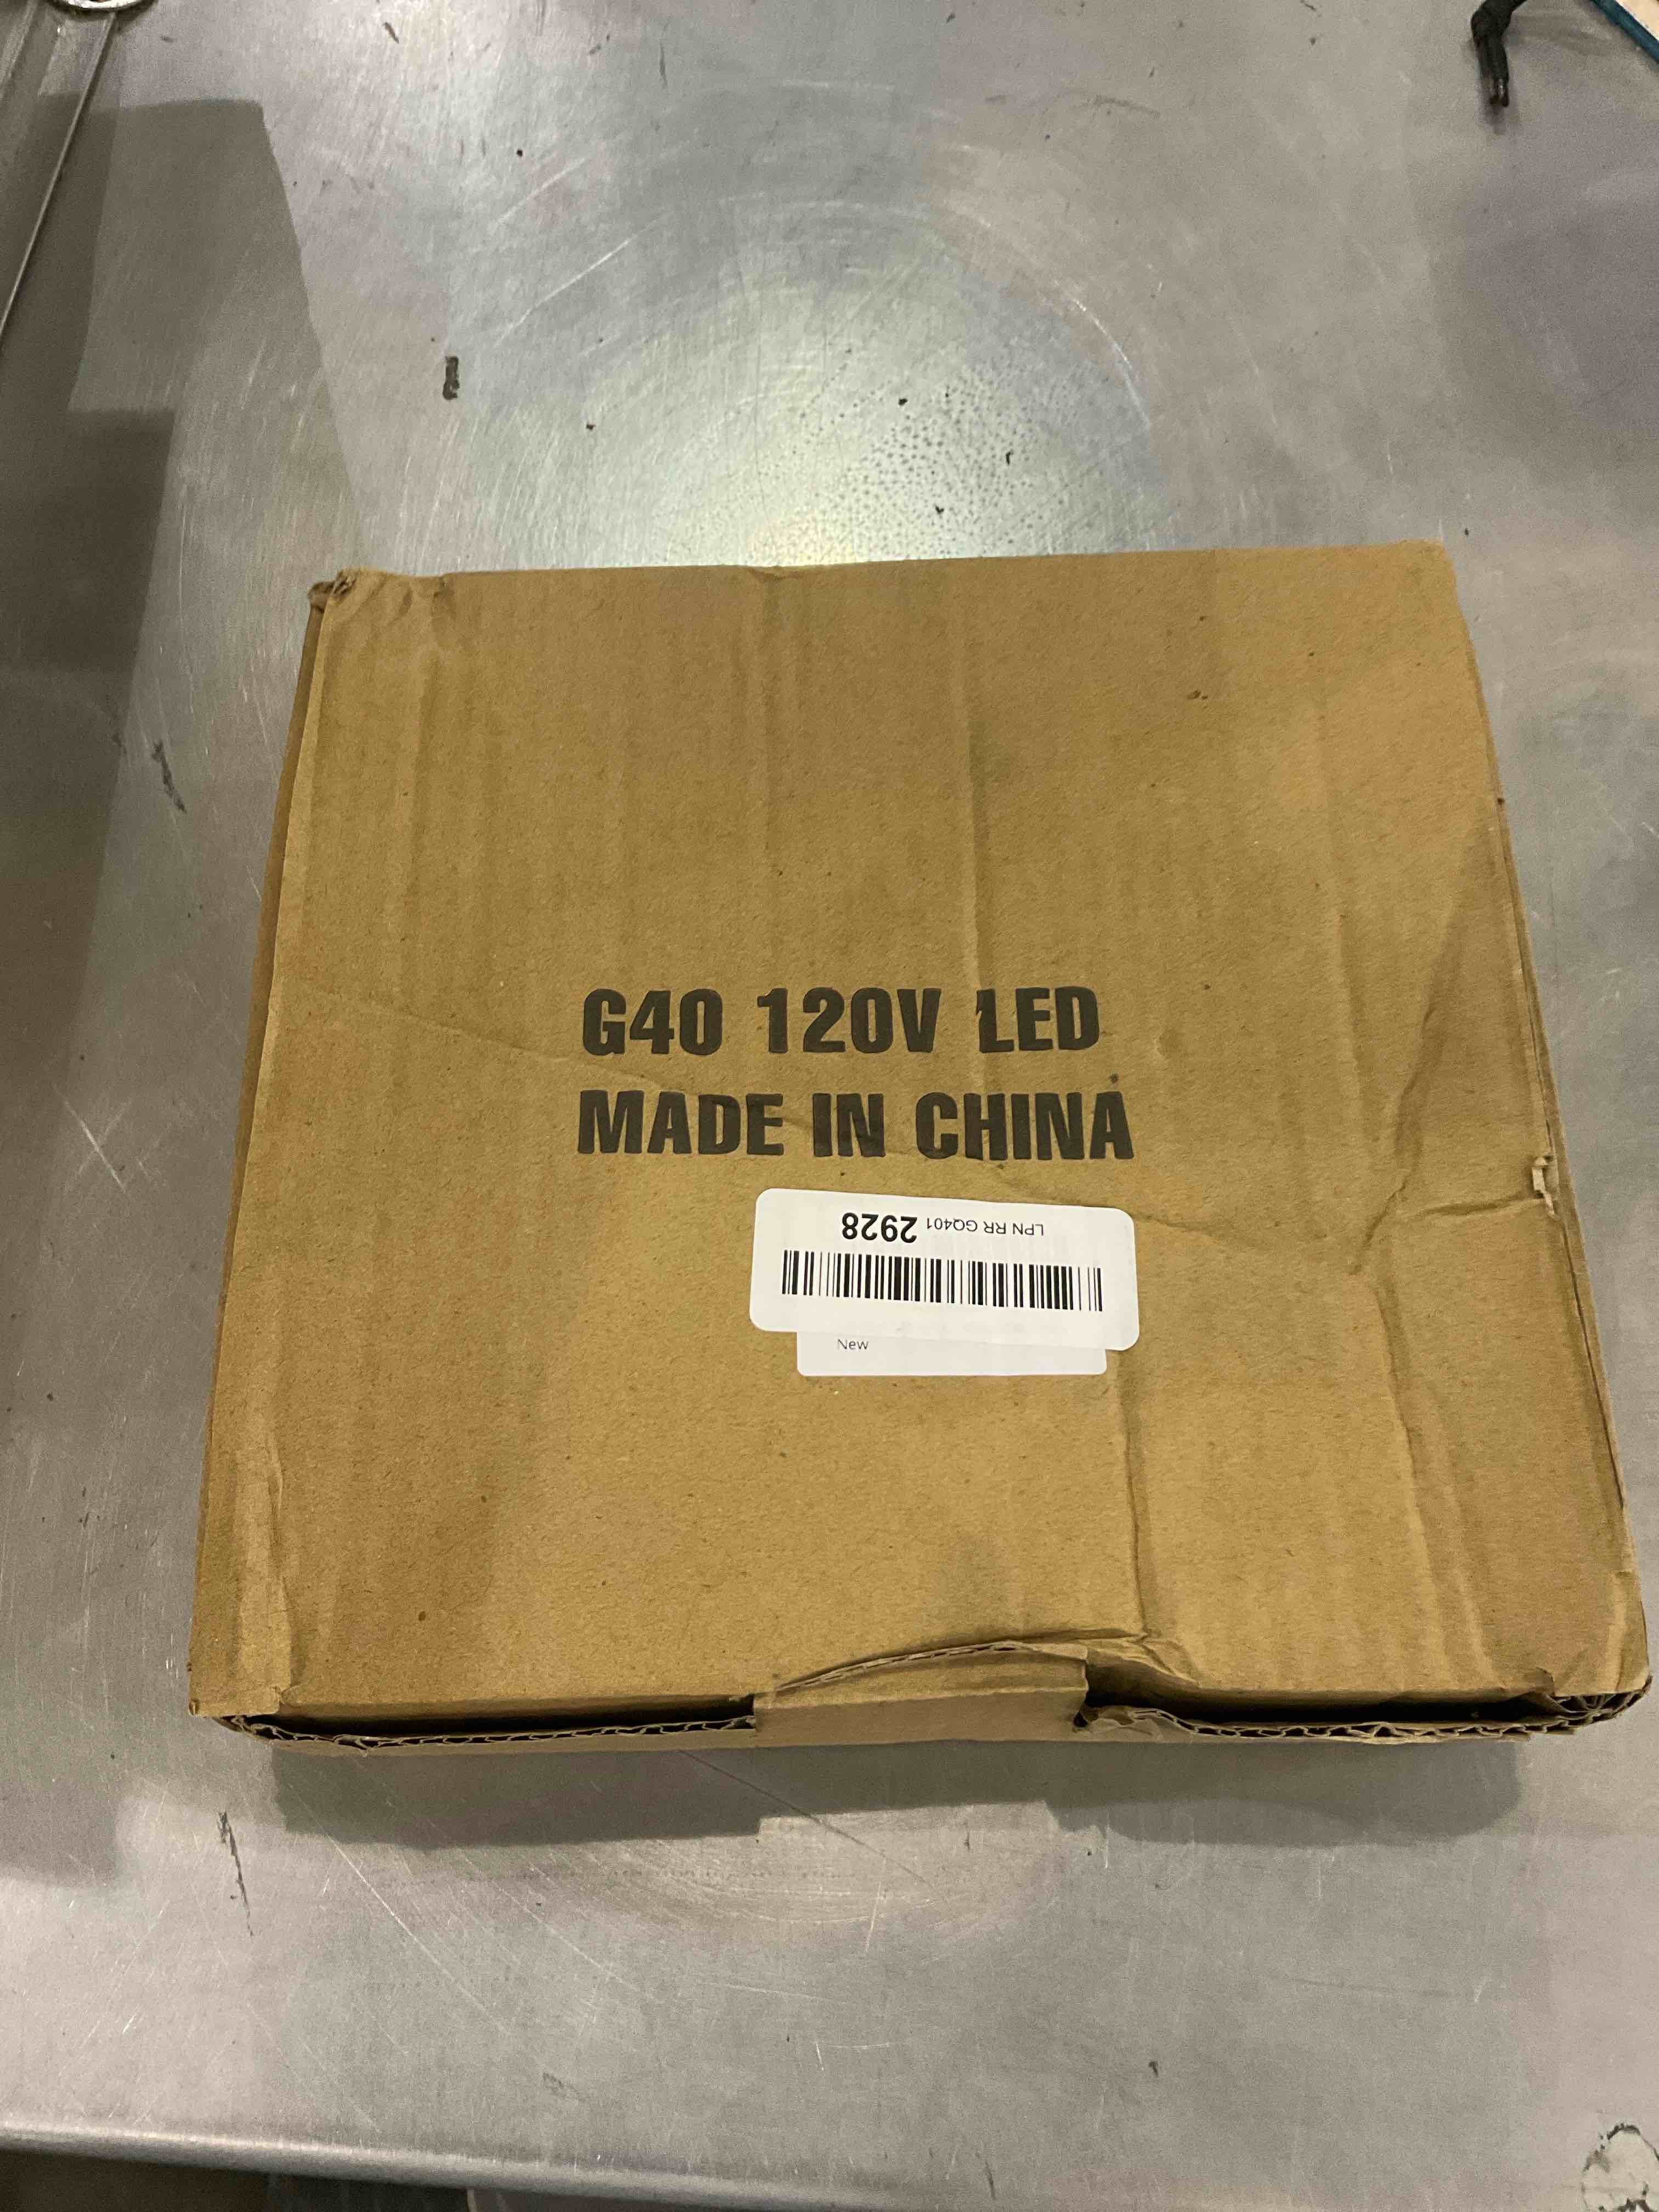 G40 120V LED
MADE IN CHINA
LPN RR GQ401 2928
New